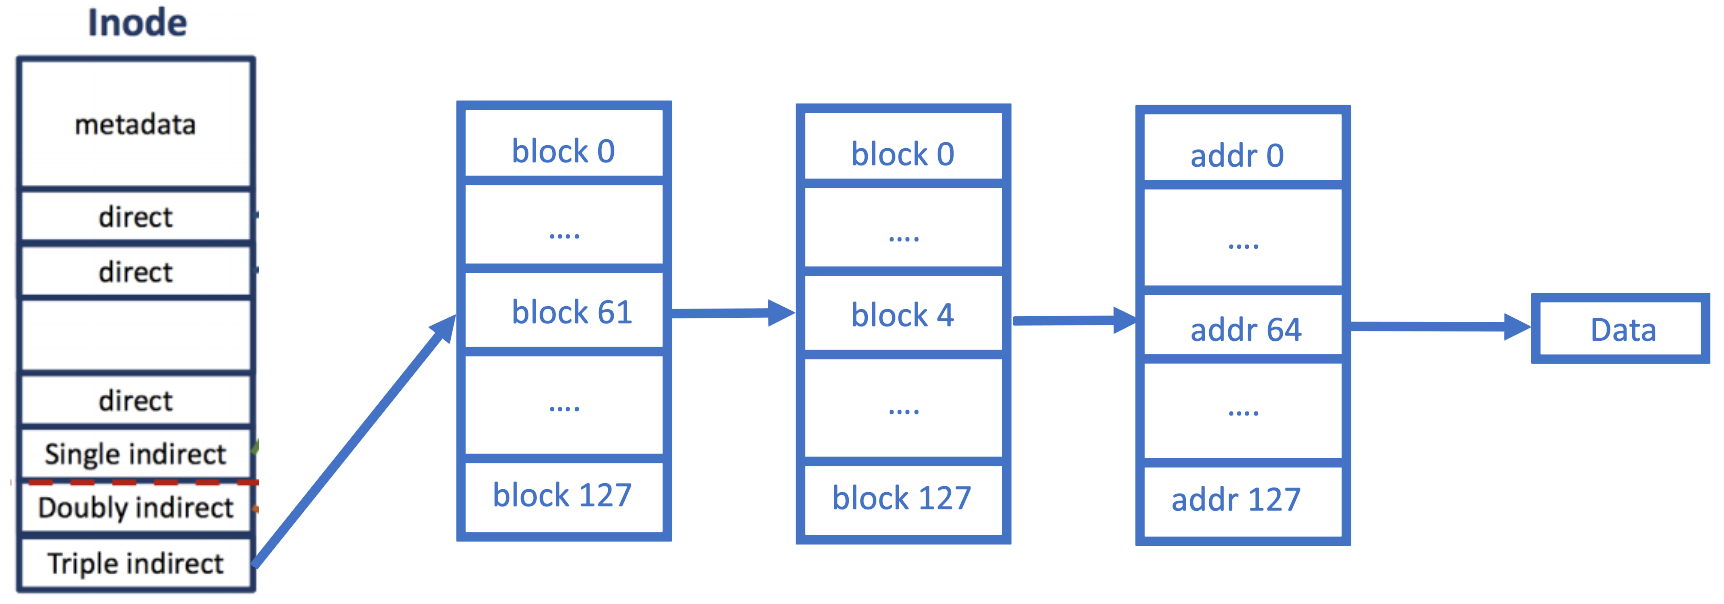 Inode
metadata
direct
direct
direct
Single indirect
Doubly indirect
Triple indirect
block 0
....
block 61
....
block 127
block 0
....
block 4
....
block 127
addr 0
....
addr 64
....
addr 127
Data